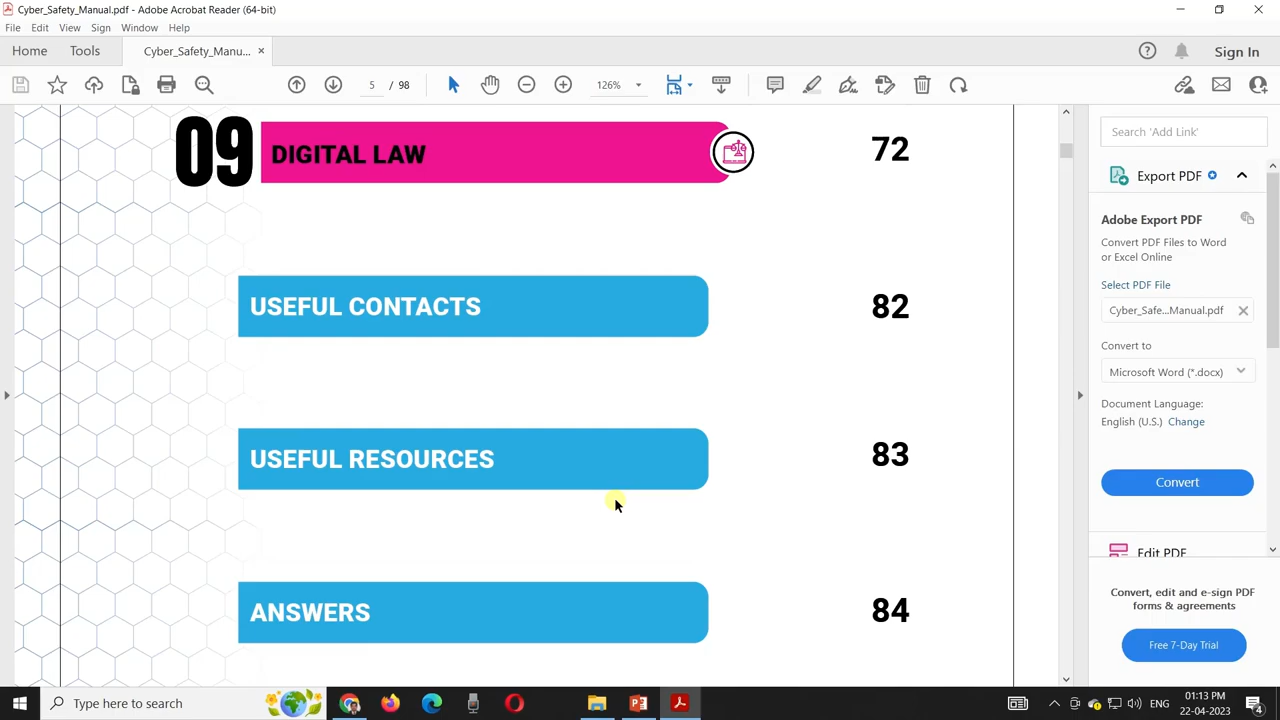 Cyber_Safety_Manual.pdf - Adobe Acrobat Reader (64-bit)
File Edit View Sign Window Help
Home Tools Cyber_Safety_Manu... × Sign In
5 / 98 126%
09 DIGITAL LAW 72
USEFUL CONTACTS 82
USEFUL RESOURCES 83
ANSWERS 84
Search 'Add Link'
Export PDF
Adobe Export PDF
Convert PDF Files to Word
or Excel Online
Select PDF File
Cyber_Safe...Manual.pdf
Convert to
Microsoft Word (*.docx)
Document Language:
English (U.S.) Change
Convert
Edit PDF
Convert, edit and e-sign PDF
forms & agreements
Free 7-Day Trial
Type here to search
ENG
01:13 PM
22-04-2023
4